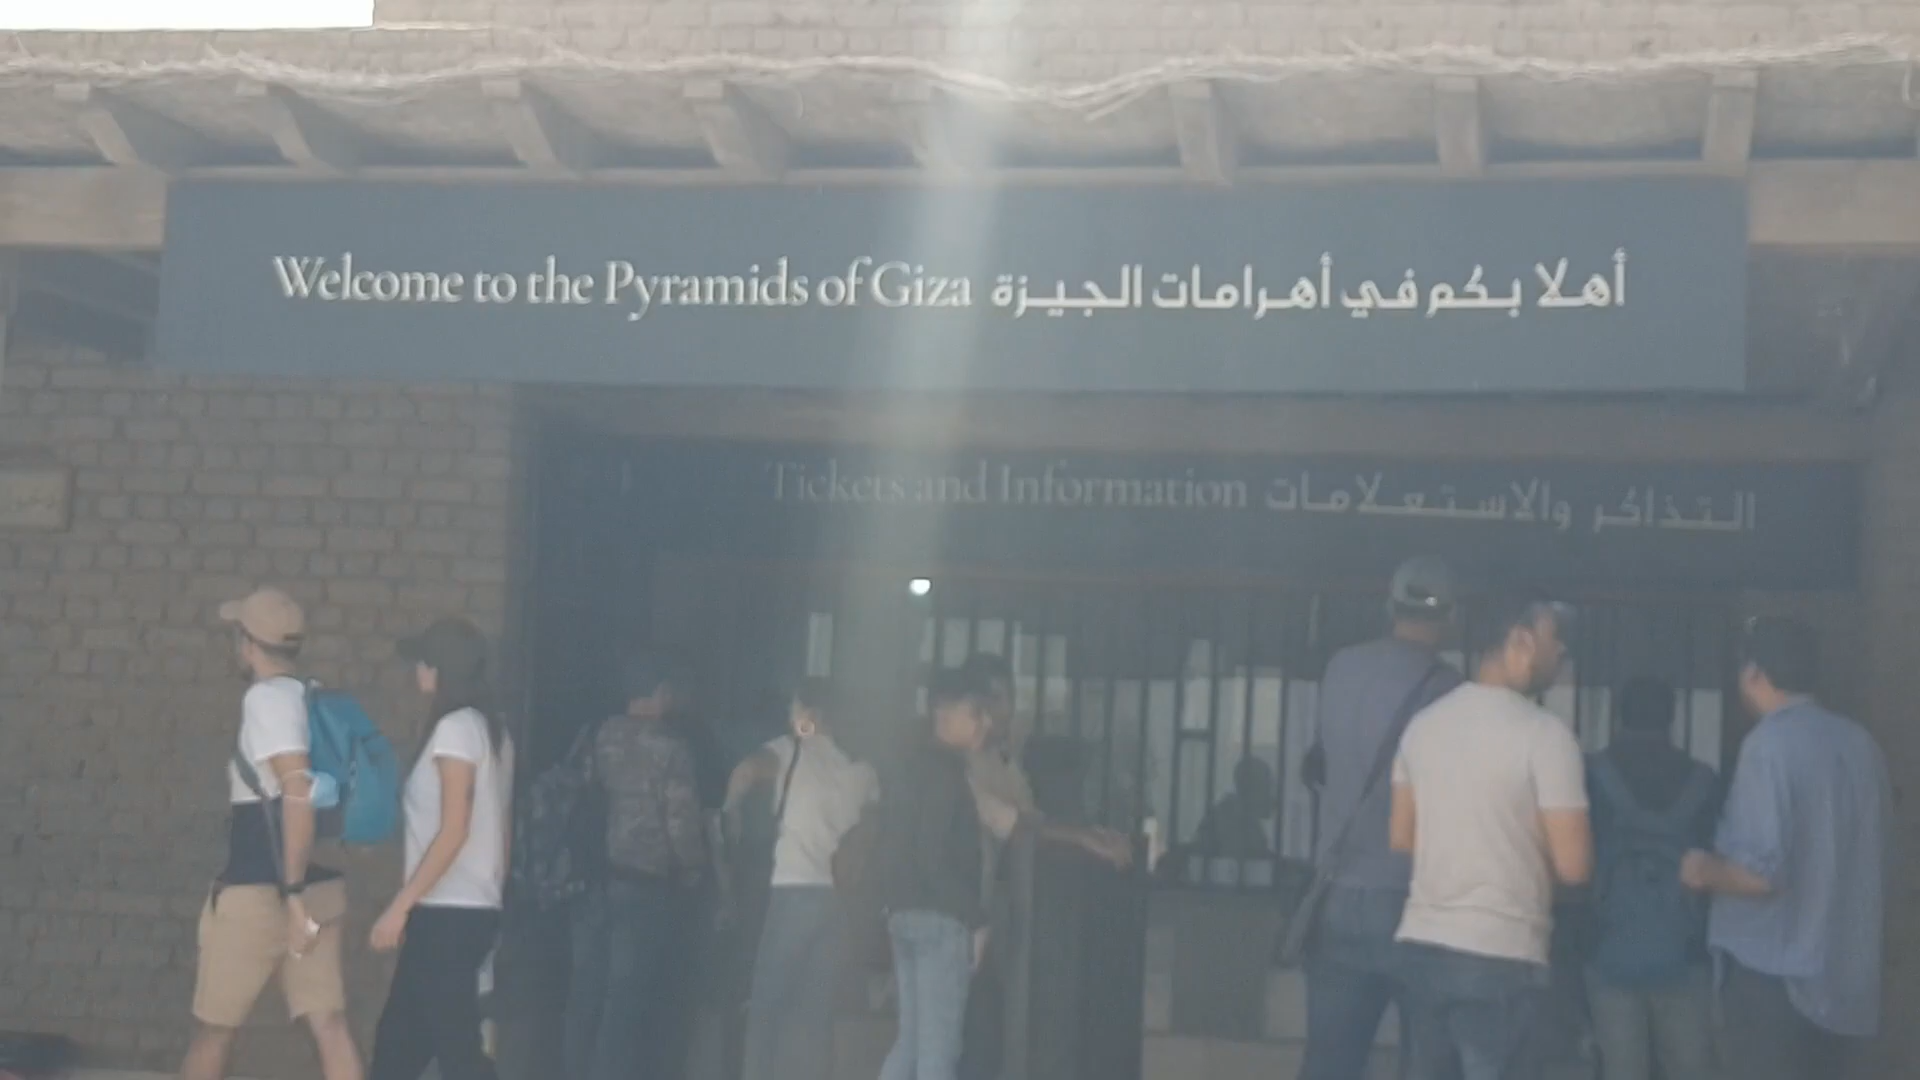 Welcome to the Pyramids of Giza أهلا بكم في أهرامات الجيزة
Tickets and Information التذاكر والاستعلامات